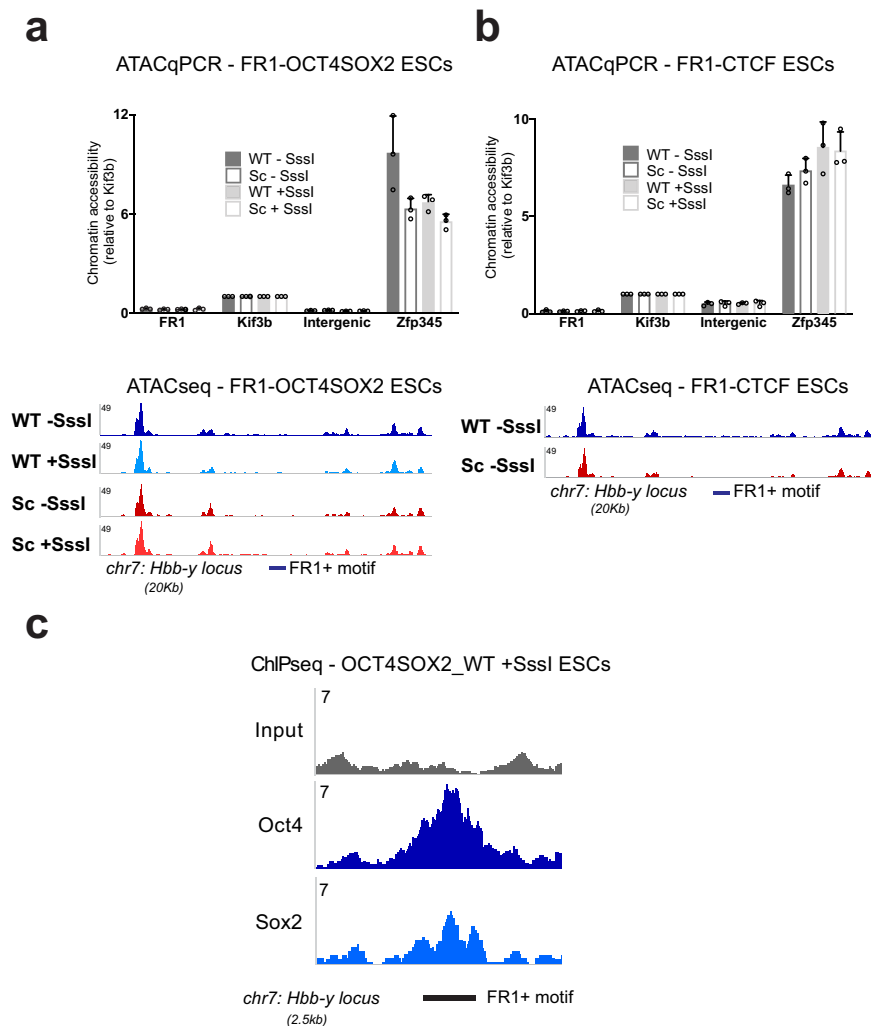 a
ATACqPCR - FR1-OCT4SOX2 ESCs
Chromatin accessibility
(relative to Kif3b)
12
6
0
WT - SssI
Sc - SssI
WT +SssI
Sc + SssI
FR1 Kif3b Intergenic Zfp345
b
ATACqPCR - FR1-CTCF ESCs
Chromatin accessibility
(relative to Kif3b)
10
5
0
WT - SssI
Sc - SssI
WT +SssI
Sc +SssI
FR1 Kif3b Intergenic Zfp345
ATACseq - FR1-OCT4SOX2 ESCs
WT -SssI 49
WT +SssI 49
Sc -SssI 49
Sc +SssI 49
chr7: Hbb-y locus FR1+ motif
(20Kb)
ATACseq - FR1-CTCF ESCs
WT -SssI 49
Sc -SssI 49
chr7: Hbb-y locus FR1+ motif
(20Kb)
c
ChIPseq - OCT4SOX2_WT +SssI ESCs
Input 7
Oct4 7
Sox2 7
chr7: Hbb-y locus FR1+ motif
(2.5kb)